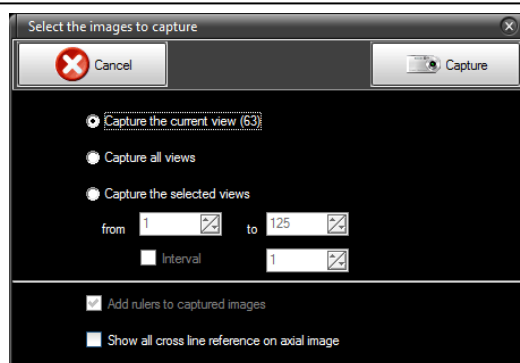 Select the images to capture
Cancel
Capture
Capture the current view (63)
Capture all views
Capture the selected views
from 1 to 125
Interval 1
Add rulers to captured images
Show all cross line reference on axial image